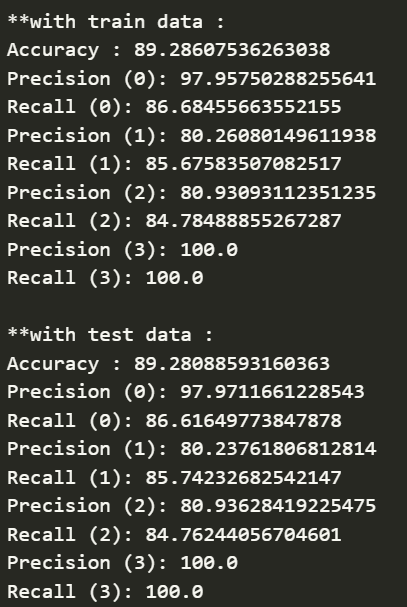 **with train data :
Accuracy : 89.28607536263038
Precision (0): 97.95750288255641
Recall (0): 86.68455663552155
Precision (1): 80.26080149611938
Recall (1): 85.67583507082517
Precision (2): 80.93093112351235
Recall (2): 84.78488855267287
Precision (3): 100.0
Recall (3): 100.0

**with test data :
Accuracy : 89.28088593160363
Precision (0): 97.9711661228543
Recall (0): 86.61649773847878
Precision (1): 80.23761806812814
Recall (1): 85.74232682542147
Precision (2): 80.93628419225475
Recall (2): 84.76244056704601
Precision (3): 100.0
Recall (3): 100.0